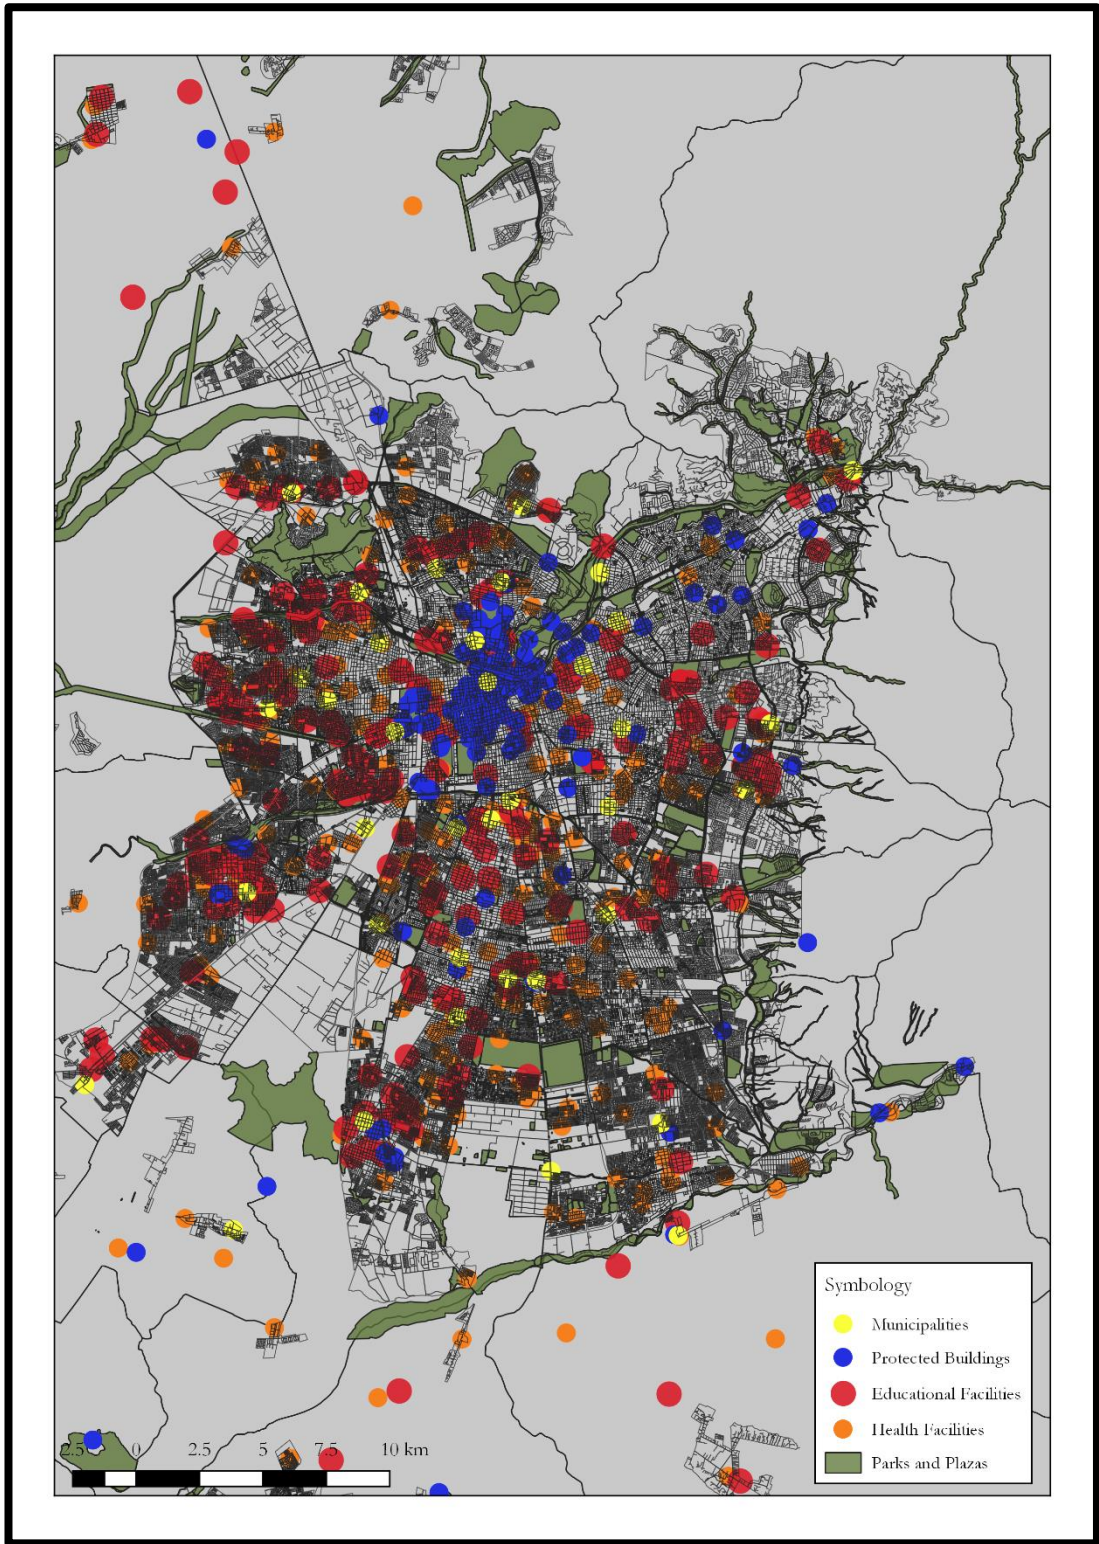 Symbology
Municipalities
Protected Buildings
Educational Facilities
Health Facilities
Parks and Plazas
2.5 0 2.5 5 7.5 10 km